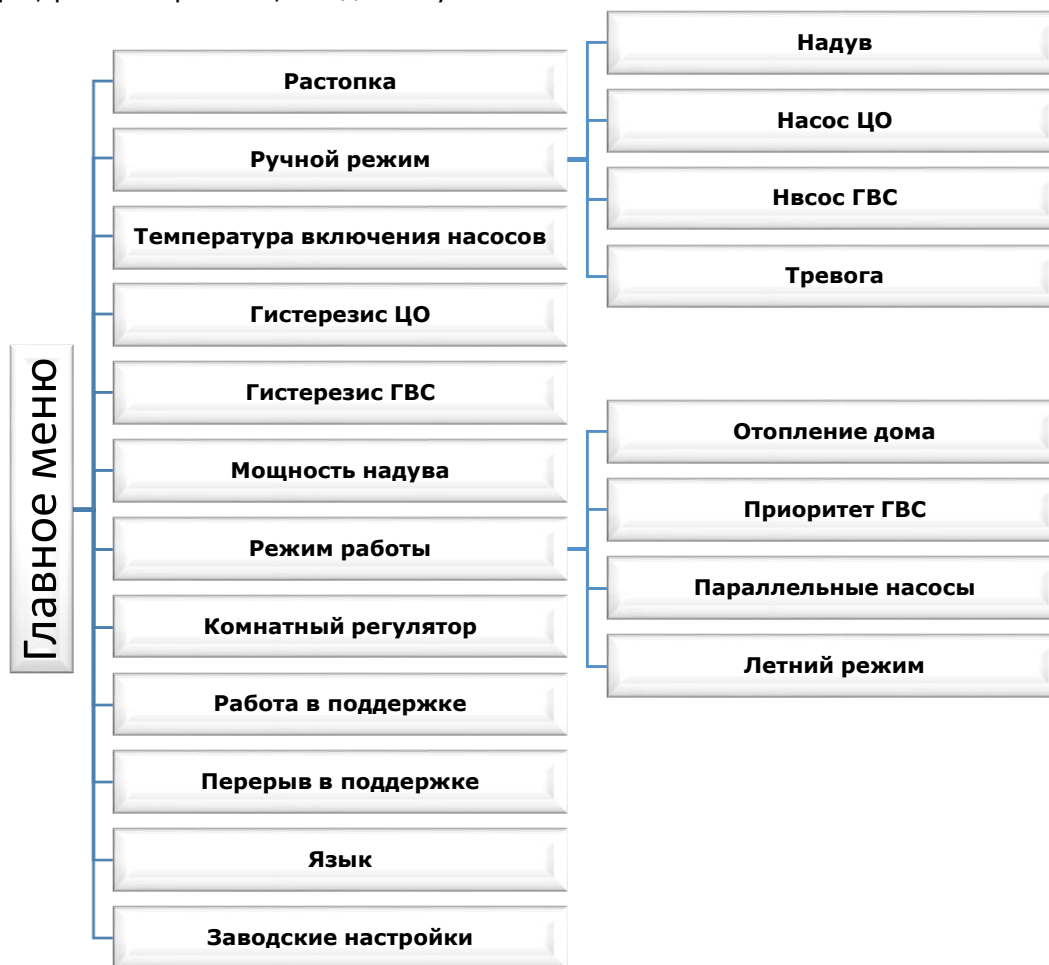 Главное меню
Растопка
Ручной режим
Надув
Насос ЦО
Нвсос ГВС
Тревога
Температура включения насосов
Гистерезис ЦО
Гистерезис ГВС
Мощность надува
Режим работы
Отопление дома
Приоритет ГВС
Параллельные насосы
Летний режим
Комнатный регулятор
Работа в поддержке
Перерыв в поддержке
Язык
Заводские настройки